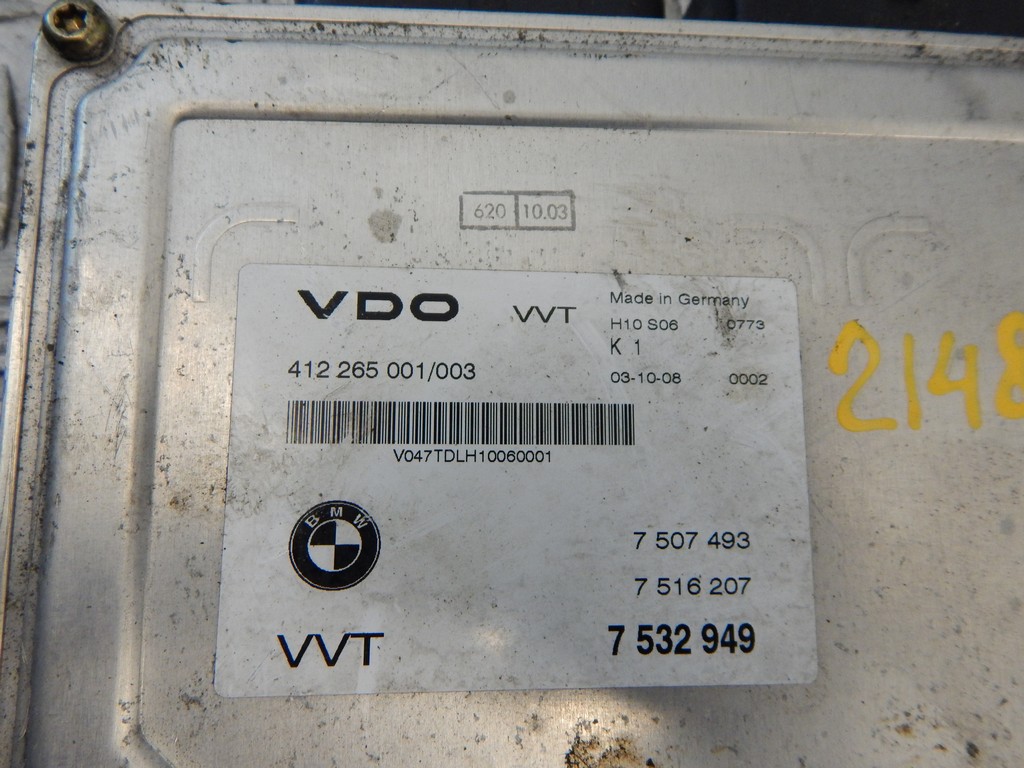 620 10.03
VDO VVT Made in Germany
H10 S06 0773
K 1
412 265 001/003 03-10-08 0002
V047TDLH10060001
BMW
7 507 493
7 516 207
VVT 7 532 949
2148